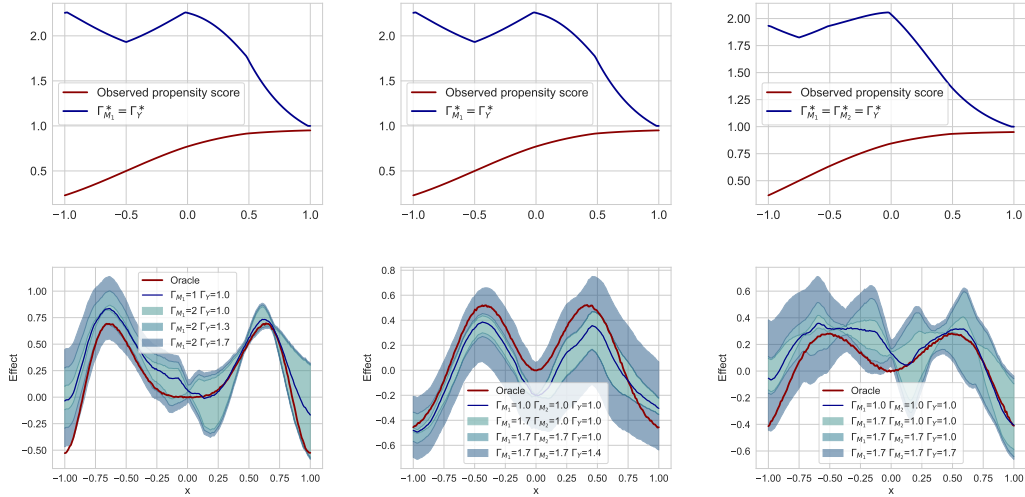 2.0
1.5
1.0
0.5
Observed propensity score
Γ*_{M_1} = Γ*_Y
−1.0 −0.5 0.0 0.5 1.0
2.0
1.5
1.0
0.5
Observed propensity score
Γ*_{M_1} = Γ*_Y
−1.0 −0.5 0.0 0.5 1.0
2.00
1.75
1.50
1.25
1.00
0.75
0.50
Observed propensity score
Γ*_{M_1} = Γ*_{M_2} = Γ*_Y
−1.0 −0.5 0.0 0.5 1.0
Effect
1.00
0.75
0.50
0.25
0.00
−0.25
−0.50
Oracle
Γ_{M_1}=1 Γ_Y=1.0
Γ_{M_1}=2 Γ_Y=1.0
Γ_{M_1}=2 Γ_Y=1.3
Γ_{M_1}=2 Γ_Y=1.7
−1.00 −0.75 −0.50 −0.25 0.00 0.25 0.50 0.75 1.00
x
Effect
0.8
0.6
0.4
0.2
0.0
−0.2
−0.4
−0.6
−0.8
Oracle
Γ_{M_1}=1.0 Γ_{M_2}=1.0 Γ_Y=1.0
Γ_{M_1}=1.7 Γ_{M_2}=1.0 Γ_Y=1.0
Γ_{M_1}=1.7 Γ_{M_2}=1.7 Γ_Y=1.0
Γ_{M_1}=1.7 Γ_{M_2}=1.7 Γ_Y=1.4
−1.00 −0.75 −0.50 −0.25 0.00 0.25 0.50 0.75 1.00
x
Effect
0.6
0.4
0.2
0.0
−0.2
−0.4
−0.6
Oracle
Γ_{M_1}=1.0 Γ_{M_2}=1.0 Γ_Y=1.0
Γ_{M_1}=1.7 Γ_{M_2}=1.0 Γ_Y=1.0
Γ_{M_1}=1.7 Γ_{M_2}=1.7 Γ_Y=1.0
Γ_{M_1}=1.7 Γ_{M_2}=1.7 Γ_Y=1.7
−1.00 −0.75 −0.50 −0.25 0.00 0.25 0.50 0.75 1.00
x